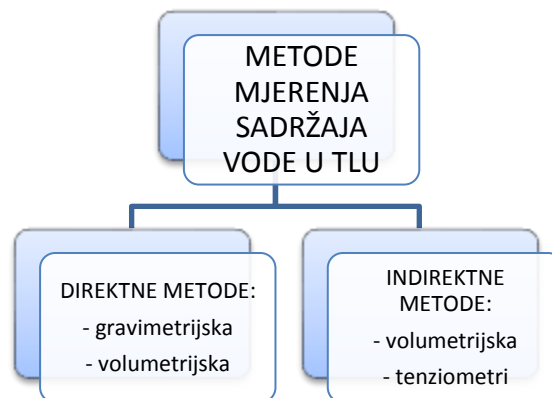 METODE
MJERENJA
SADRŽAJA
VODE U TLU
DIREKTNE METODE:
- gravimetrijska
- volumetrijska
INDIREKTNE
METODE:
- volumetrijska
- tenziometri